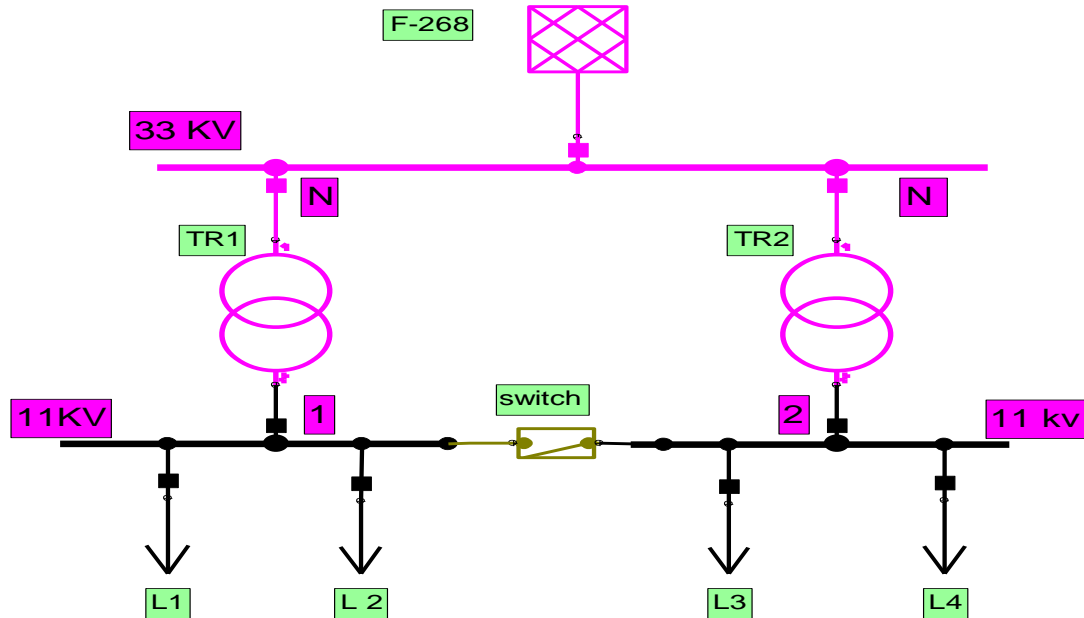 F-268
33 KV
N
N
TR1
TR2
switch
11KV
1
2
11 kv
L1
L 2
L3
L4